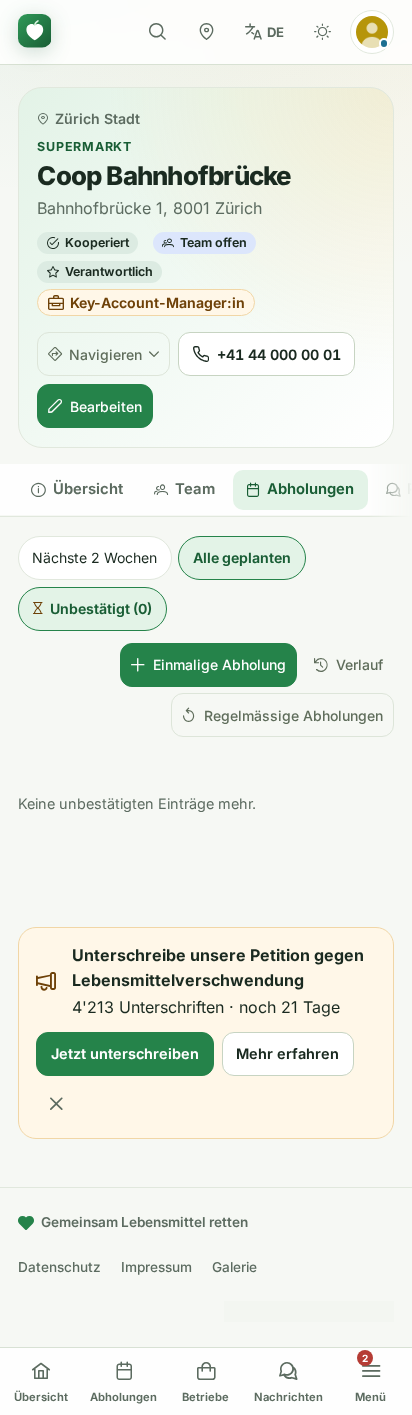 DE
Zürich Stadt
SUPERMARKT
Coop Bahnhofbrücke
Bahnhofbrücke 1, 8001 Zürich
Kooperiert
Team offen
Verantwortlich
Key-Account-Manager:in
Navigieren
+41 44 000 00 01
Bearbeiten
Übersicht
Team
Abholungen
Nächste 2 Wochen
Alle geplanten
Unbestätigt (0)
Einmalige Abholung
Verlauf
Regelmässige Abholungen
Keine unbestätigten Einträge mehr.
Unterschreibe unsere Petition gegen
Lebensmittelverschwendung
4'213 Unterschriften · noch 21 Tage
Jetzt unterschreiben
Mehr erfahren
Gemeinsam Lebensmittel retten
Datenschutz
Impressum
Galerie
2
Übersicht
Abholungen
Betriebe
Nachrichten
Menü